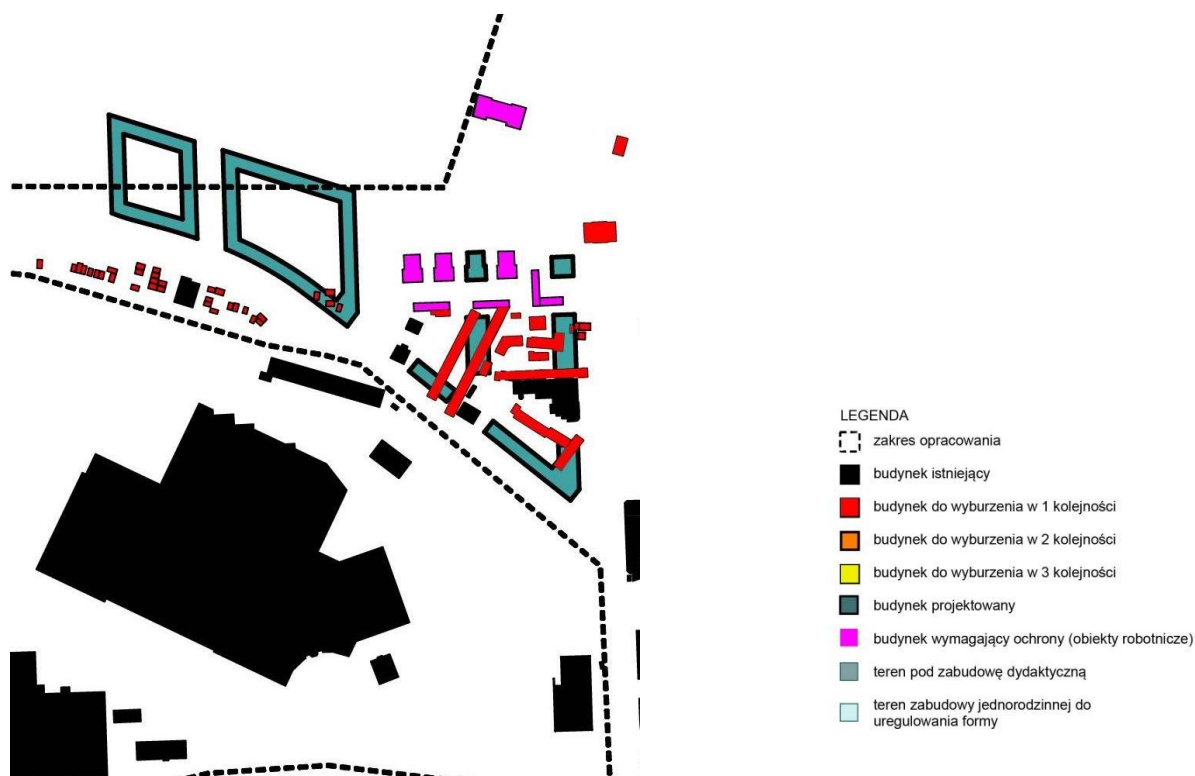 LEGENDA
zakres opracowania
budynek istniejący
budynek do wyburzenia w 1 kolejności
budynek do wyburzenia w 2 kolejności
budynek do wyburzenia w 3 kolejności
budynek projektowany
budynek wymagający ochrony (obiekty robotnicze)
teren pod zabudowę dydaktyczną
teren zabudowy jednorodzinnej do
uregulowania formy